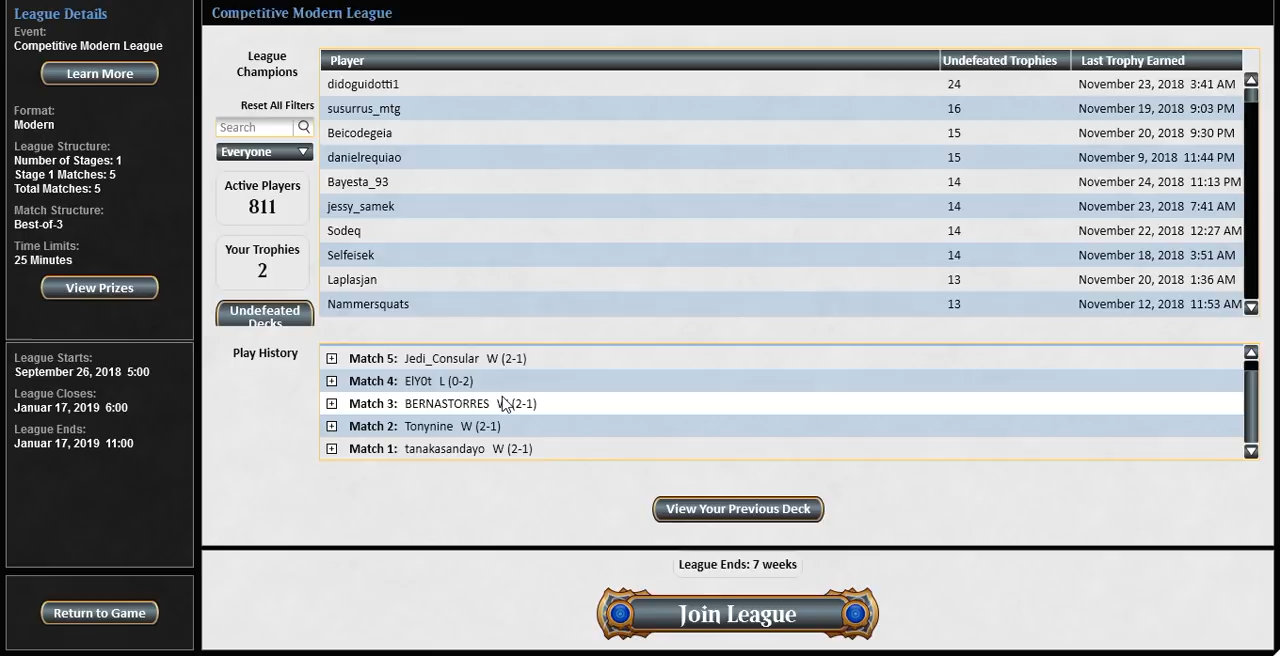 League Details
Event:
Competitive Modern League
Learn More
Format:
Modern
League Structure:
Number of Stages: 1
Stage 1 Matches: 5
Total Matches: 5
Match Structure:
Best-of-3
Time Limits:
25 Minutes
View Prizes
League Starts:
September 26, 2018 5:00
League Closes:
Januar 17, 2019 6:00
League Ends:
Januar 17, 2019 11:00
Return to Game
Competitive Modern League
League
Champions
Reset All Filters
Search
Everyone
Active Players
811
Your Trophies
2
Undefeated
Decks
Player Undefeated Trophies Last Trophy Earned
didoguidotti1 24 November 23, 2018 3:41 AM
susurrus_mtg 16 November 19, 2018 9:03 PM
Beicodegeia 15 November 20, 2018 9:30 PM
danielrequiao 15 November 9, 2018 11:44 PM
Bayesta_93 14 November 24, 2018 11:13 PM
jessy_samek 14 November 23, 2018 7:41 AM
Sodeq 14 November 22, 2018 12:27 AM
Selfeisek 14 November 18, 2018 3:51 AM
Laplasjan 13 November 20, 2018 1:36 AM
Nammersquats 13 November 12, 2018 11:53 AM
Play History
Match 5: Jedi_Consular W (2-1)
Match 4: ElY0t L (0-2)
Match 3: BERNASTORRES W (2-1)
Match 2: Tonynine W (2-1)
Match 1: tanakasandayo W (2-1)
View Your Previous Deck
League Ends: 7 weeks
Join League